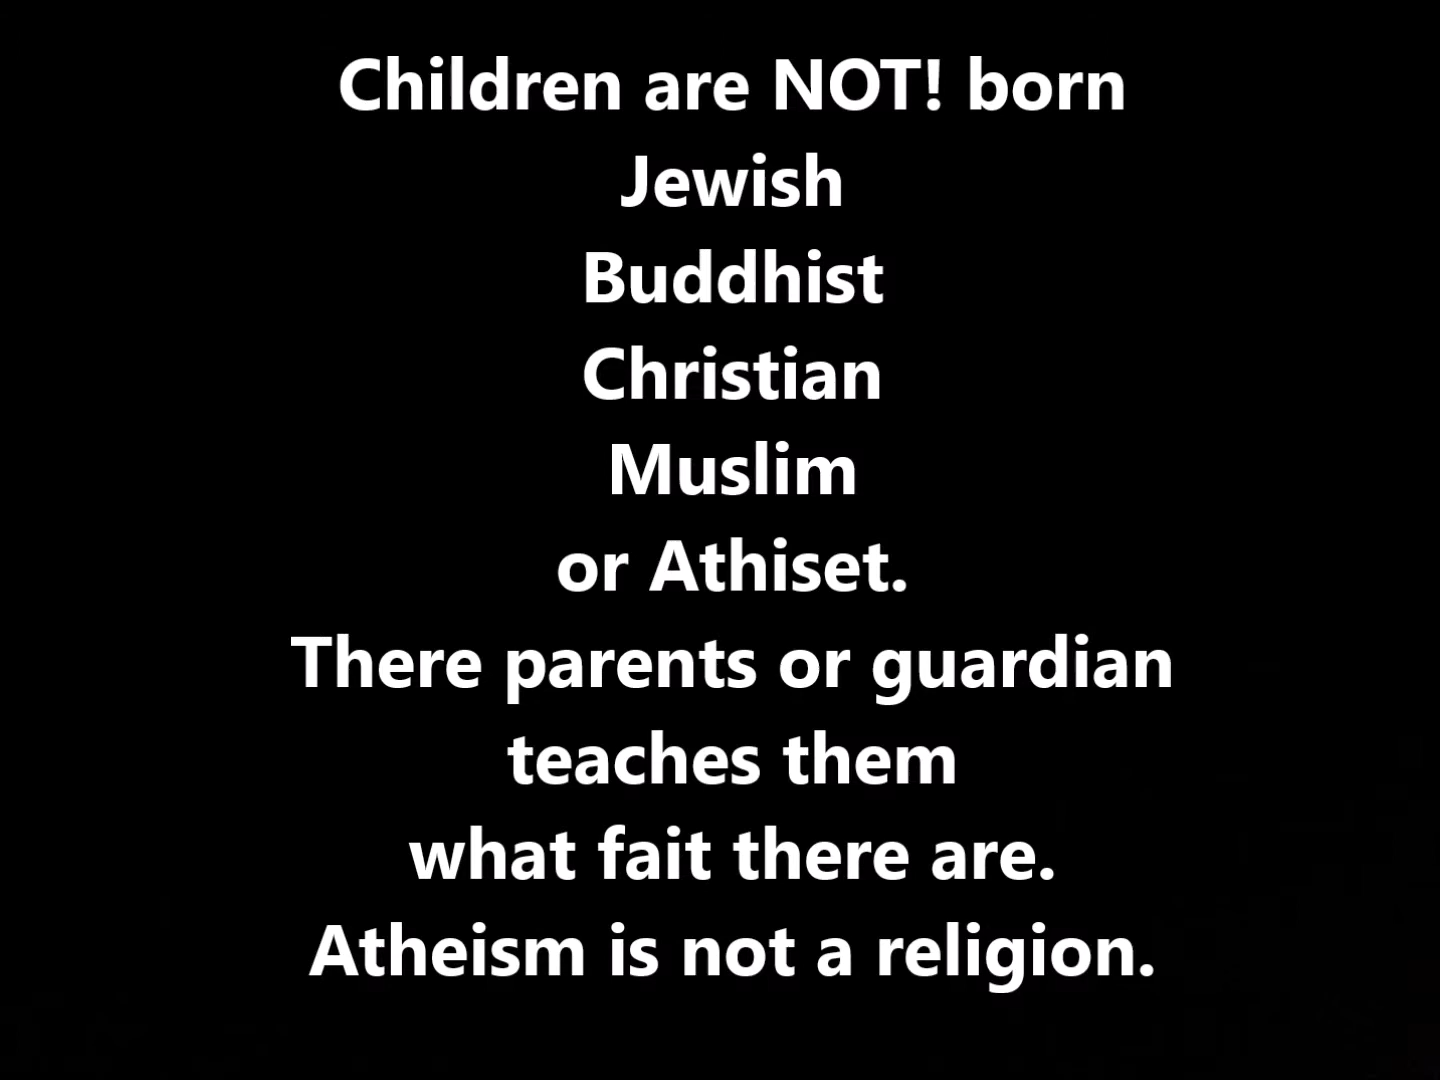 Children are NOT! born
Jewish
Buddhist
Christian
Muslim
or Athiset.
There parents or guardian
teaches them
what fait there are.
Atheism is not a religion.